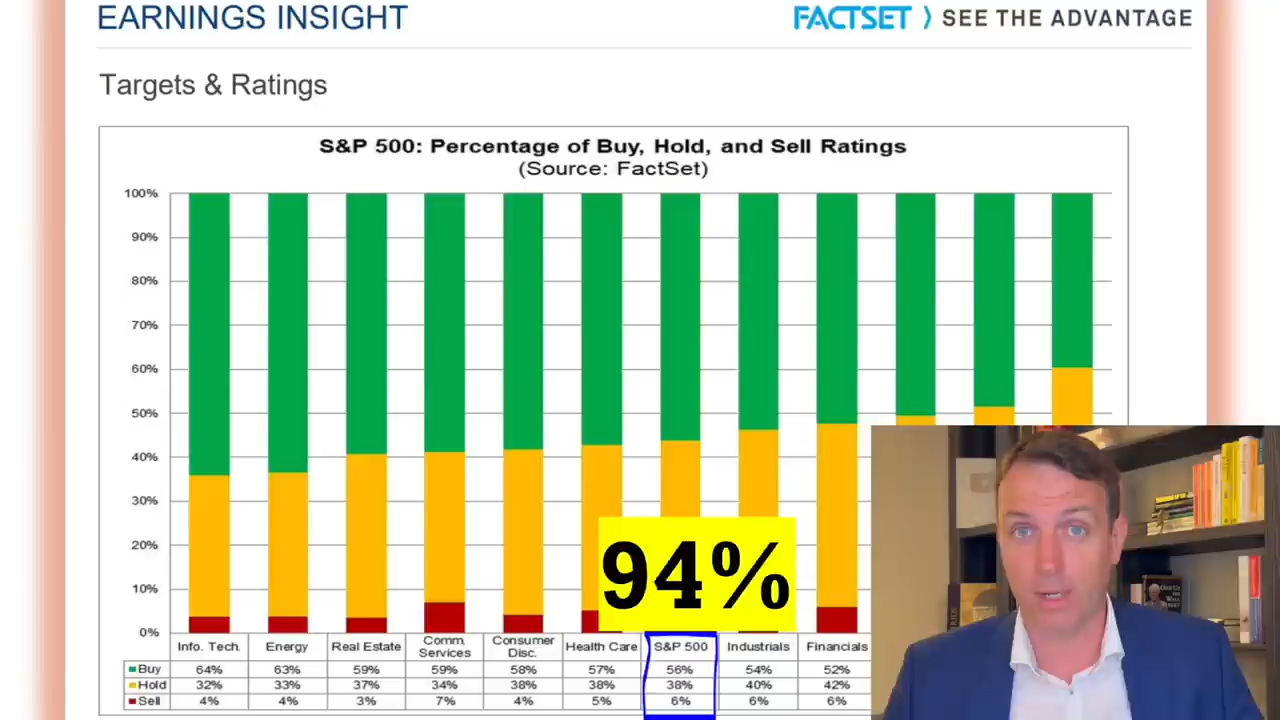 EARNINGS INSIGHT
FACTSET > SEE THE ADVANTAGE
Targets & Ratings
S&P 500: Percentage of Buy, Hold, and Sell Ratings
(Source: FactSet)
100%
90%
80%
70%
60%
50%
40%
30%
20%
10%
0%
94%
Info. Tech. Energy Real Estate Comm. Services Consumer Disc. Health Care S&P 500 Industrials Financials
Buy 64% 63% 59% 59% 58% 57% 56% 54% 52%
Hold 32% 33% 37% 34% 38% 38% 38% 40% 42%
Sell 4% 4% 3% 7% 4% 5% 6% 6% 6%